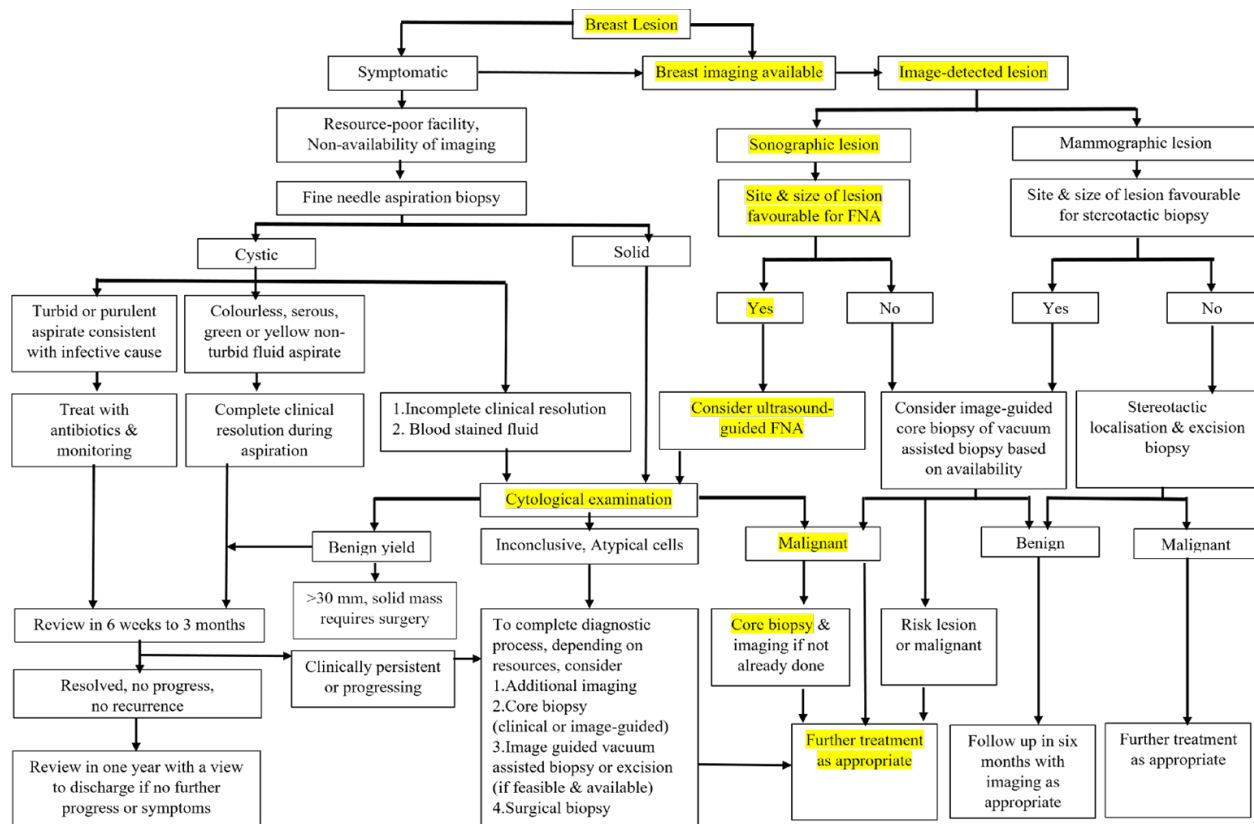 Breast Lesion
Symptomatic
Breast imaging available
Image-detected lesion
Resource-poor facility,
Non-availability of imaging
Sonographic lesion
Mammographic lesion
Fine needle aspiration biopsy
Site & size of lesion
favourable for FNA
Site & size of lesion favourable
for stereotactic biopsy
Cystic
Solid
Yes
No
Yes
No
Turbid or purulent
aspirate consistent
with infective cause
Colourless, serous,
green or yellow non-
turbid fluid aspirate
Treat with
antibiotics &
monitoring
Complete clinical
resolution during
aspiration
1.Incomplete clinical resolution
2. Blood stained fluid
Consider ultrasound-
guided FNA
Consider image-guided
core biopsy of vacuum
assisted biopsy based
on availability
Stereotactic
localisation & excision
biopsy
Cytological examination
Benign yield
Inconclusive, Atypical cells
Malignant
Benign
Malignant
>30 mm, solid mass
requires surgery
Review in 6 weeks to 3 months
Clinically persistent
or progressing
To complete diagnostic
process, depending on
resources, consider
1.Additional imaging
2.Core biopsy
(clinical or image-guided)
3.Image guided vacuum
assisted biopsy or excision
(if feasible & available)
4.Surgical biopsy
Core biopsy &
imaging if not
already done
Risk lesion
or malignant
Resolved, no progress,
no recurrence
Review in one year with a view
to discharge if no further
progress or symptoms
Further treatment
as appropriate
Follow up in six
months with
imaging as
appropriate
Further treatment
as appropriate